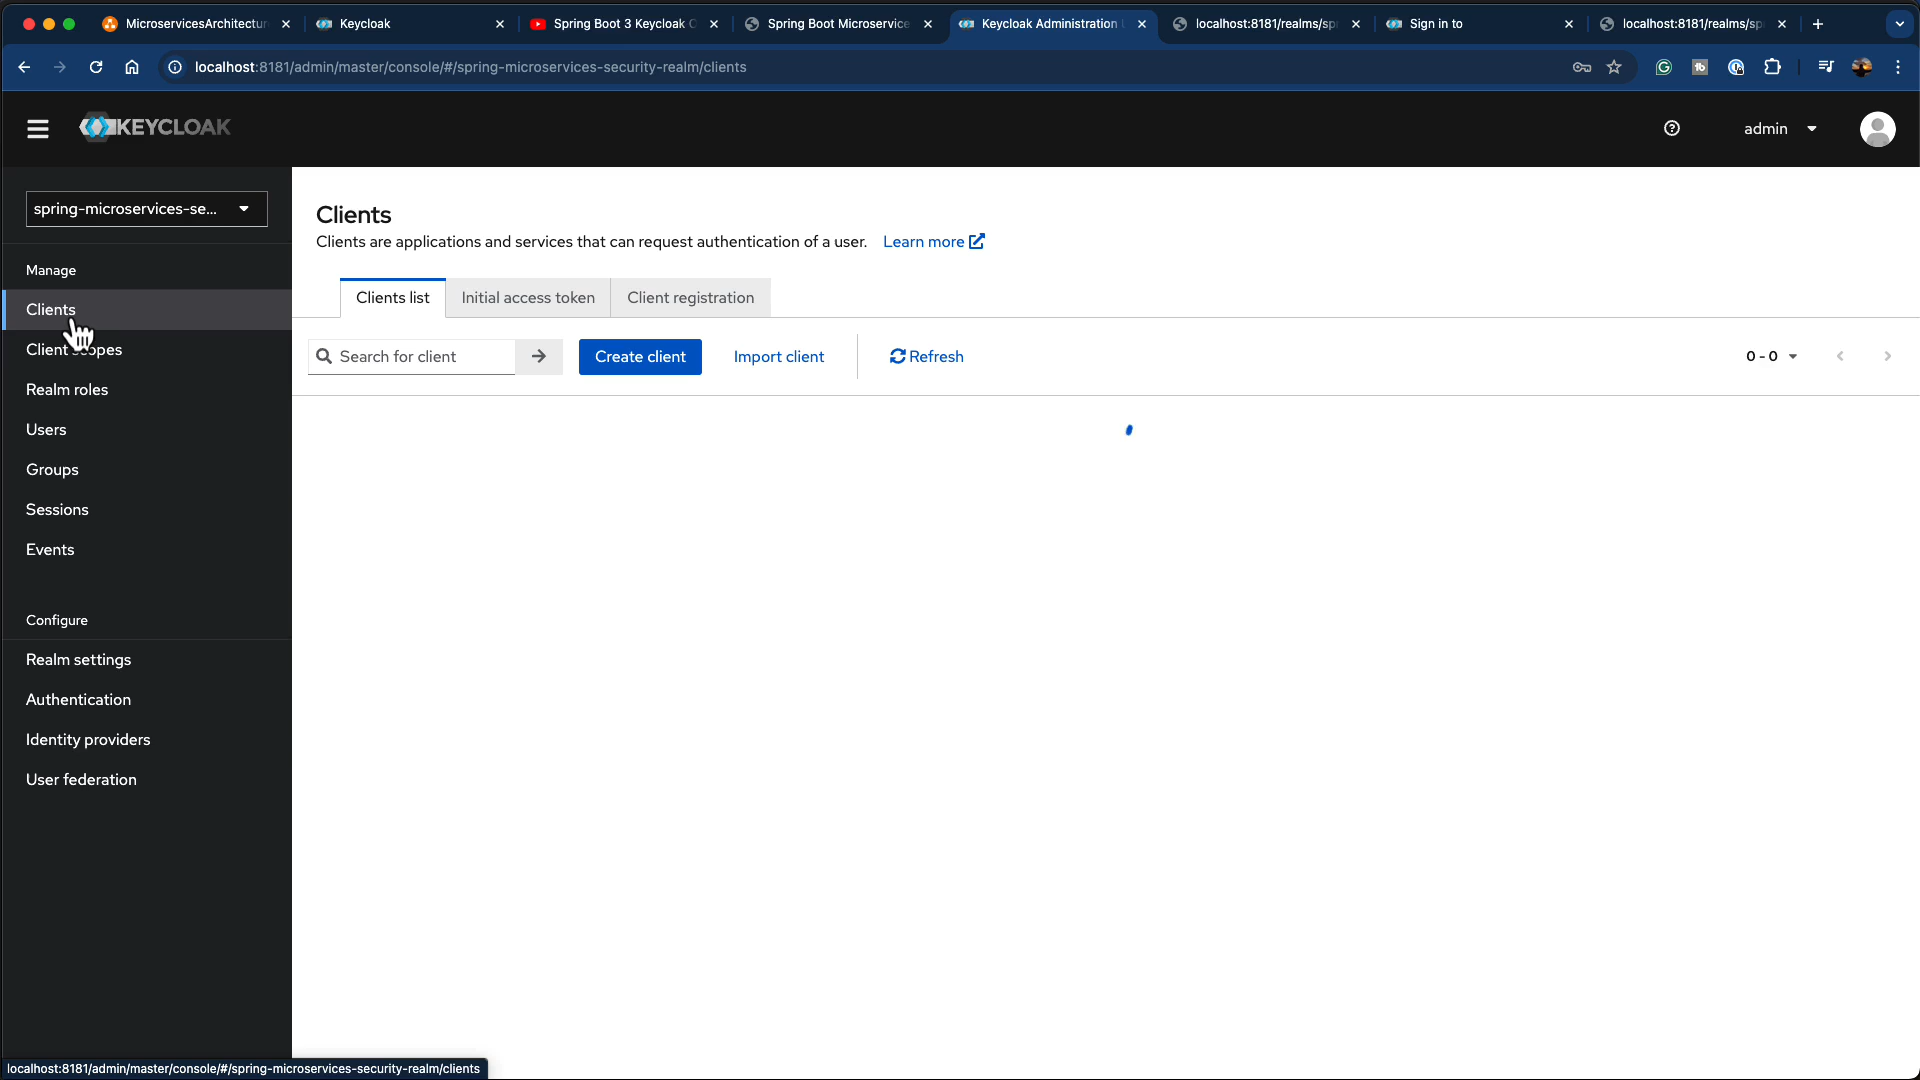 MicroservicesArchitectur
Keycloak
Spring Boot 3 Keycloak
Spring Boot Microservice
Keycloak Administration
localhost:8181/realms/sp
Sign in to
localhost:8181/realms/sp
localhost:8181/admin/master/console/#/spring-microservices-security-realm/clients
KEYCLOAK
admin
spring-microservices-se...
Manage
Clients
Client scopes
Realm roles
Users
Groups
Sessions
Events
Configure
Realm settings
Authentication
Identity providers
User federation
Clients
Clients are applications and services that can request authentication of a user. Learn more
Clients list
Initial access token
Client registration
Search for client
Create client
Import client
Refresh
0 - 0
localhost:8181/admin/master/console/#/spring-microservices-security-realm/clients